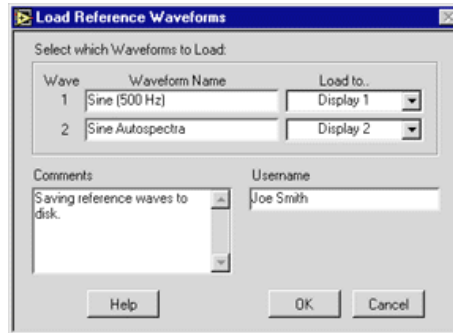 Load Reference Waveforms
Select which Waveforms to Load:
Wave Waveform Name Load to..
1 Sine (500 Hz) Display 1
2 Sine Autospectra Display 2
Comments Username
Saving reference waves to Joe Smith
disk.
Help OK Cancel